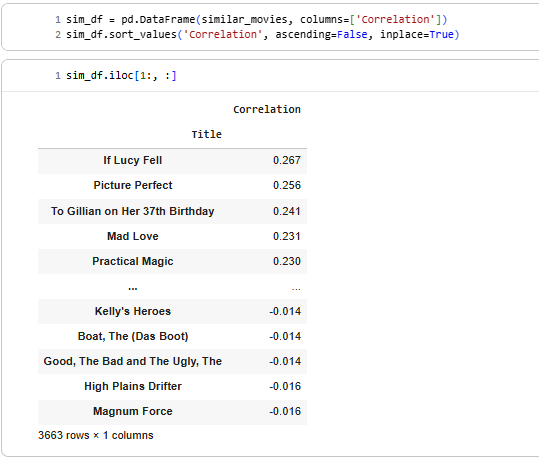 1 sim_df = pd.DataFrame(similar_movies, columns=['Correlation'])
2 sim_df.sort_values('Correlation', ascending=False, inplace=True)
1 sim_df.iloc[1:, :]
Correlation
Title
If Lucy Fell 0.267
Picture Perfect 0.256
To Gillian on Her 37th Birthday 0.241
Mad Love 0.231
Practical Magic 0.230
... ...
Kelly's Heroes -0.014
Boat, The (Das Boot) -0.014
Good, The Bad and The Ugly, The -0.014
High Plains Drifter -0.016
Magnum Force -0.016
3663 rows × 1 columns